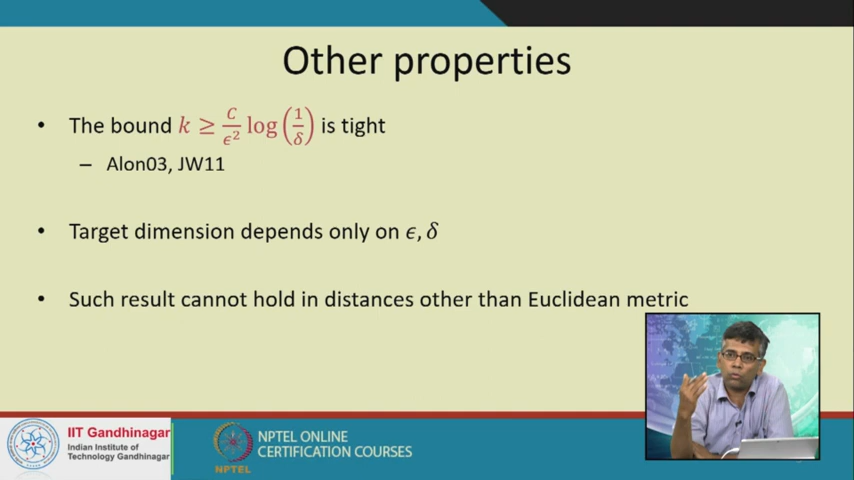 Other properties
• The bound k ≥ C/ϵ² log(1/δ) is tight
– Alon03, JW11
• Target dimension depends only on ϵ, δ
• Such result cannot hold in distances other than Euclidean metric
IIT Gandhinagar
Indian Institute of
Technology Gandhinagar
NPTEL
NPTEL ONLINE
CERTIFICATION COURSES